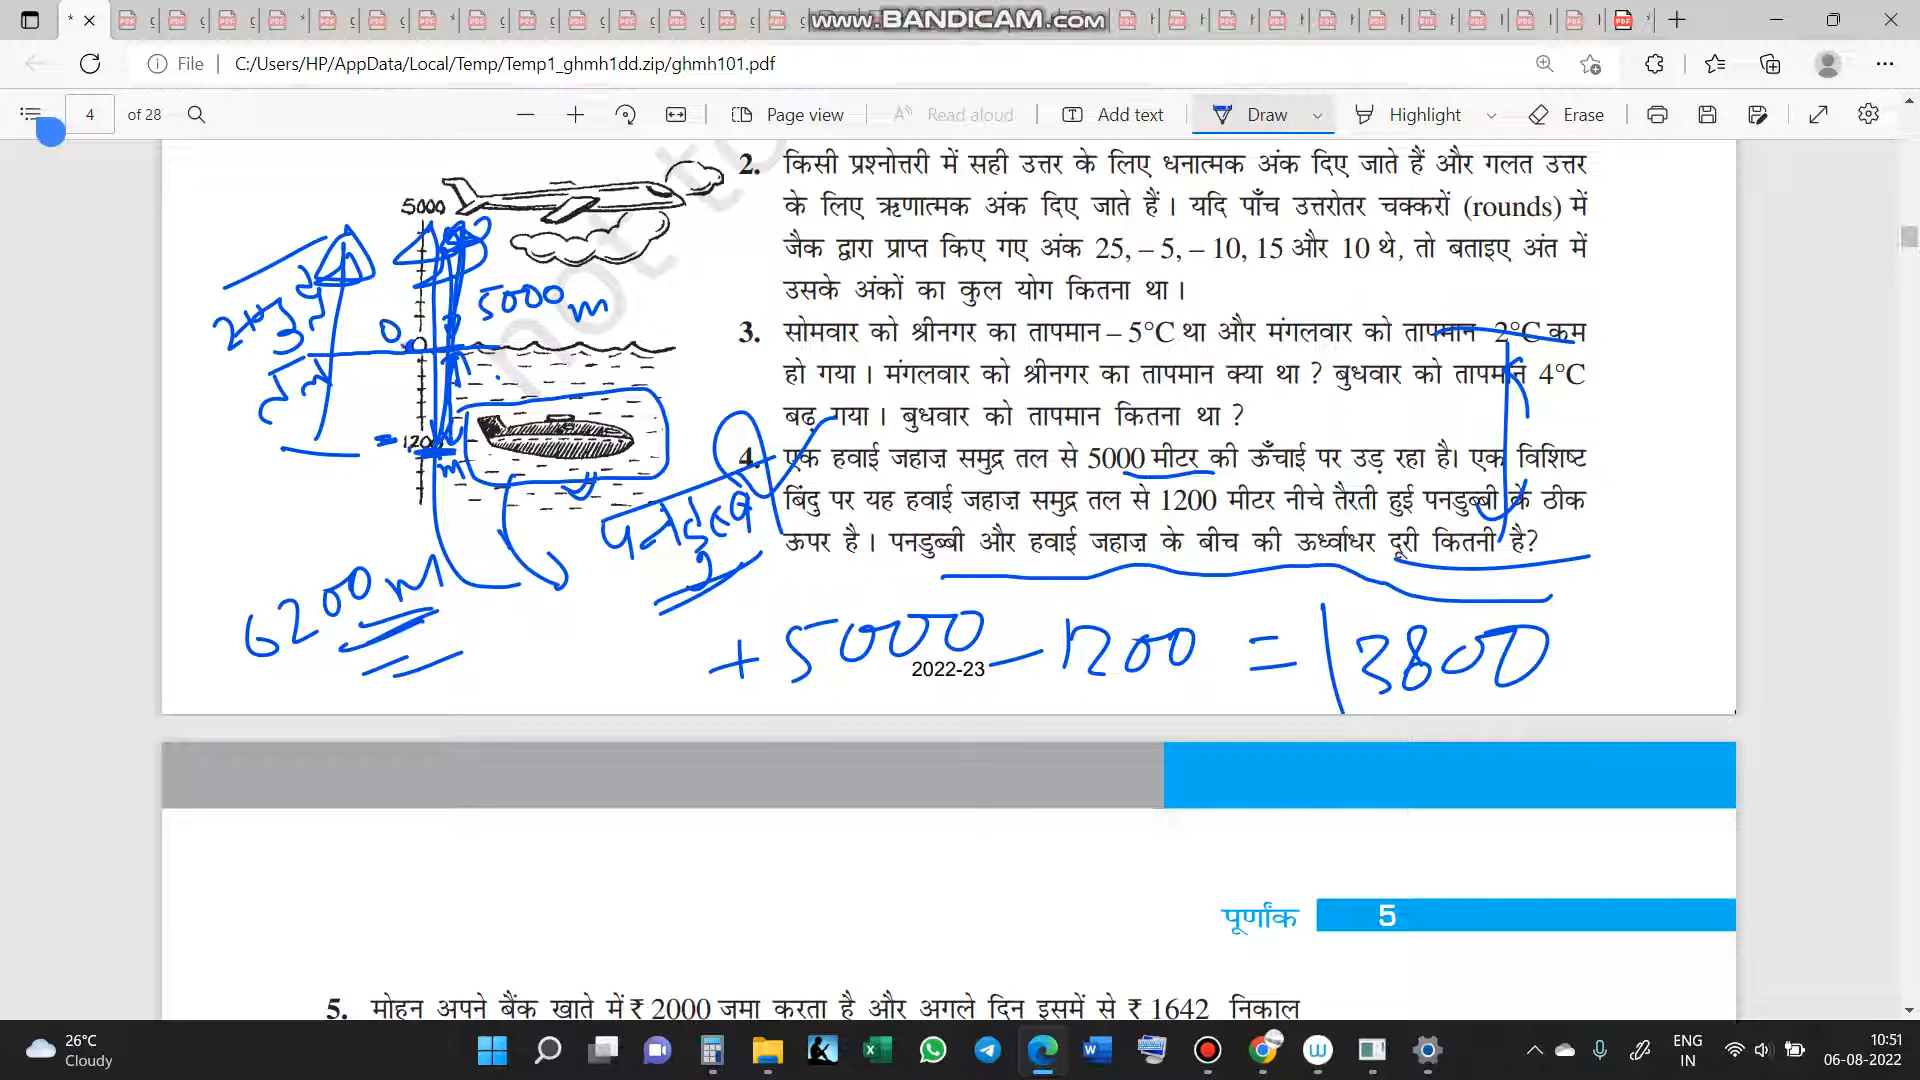 www.BANDICAM.com
File
C:/Users/HP/AppData/Local/Temp/Temp1_ghmh1dd.zip/ghmh101.pdf
4 of 28
Page view
Read aloud
Add text
Draw
Highlight
Erase
2. किसी प्रश्नोत्तरी में सही उत्तर के लिए धनात्मक अंक दिए जाते हैं और गलत उत्तर
के लिए ऋणात्मक अंक दिए जाते हैं। यदि पाँच उत्तरोतर चक्करों (rounds) में
जैक द्वारा प्राप्त किए गए अंक 25, – 5, – 10, 15 और 10 थे, तो बताइए अंत में
उसके अंकों का कुल योग कितना था।
3. सोमवार को श्रीनगर का तापमान – 5°C था और मंगलवार को तापमान 2°C कम
हो गया। मंगलवार को श्रीनगर का तापमान क्या था? बुधवार को तापमान 4°C
बढ़ गया। बुधवार को तापमान कितना था?
4. एक हवाई जहाज़ समुद्र तल से 5000 मीटर की ऊँचाई पर उड़ रहा है। एक विशिष्ट
बिंदु पर यह हवाई जहाज़ समुद्र तल से 1200 मीटर नीचे तैरती हुई पनडुब्बी के ठीक
ऊपर है। पनडुब्बी और हवाई जहाज़ के बीच की ऊर्ध्वाधर दूरी कितनी है?
5000
5000 m
0
0
1200
m
6200 m
+ 5000 – 1200 = 3800
2022-23
not to
पूर्णांक 5
5. मोहन अपने बैंक खाते में ₹ 2000 जमा करता है और अगले दिन इसमें से ₹ 1642 निकाल
26°C
Cloudy
ENG
IN
10:51
06-08-2022